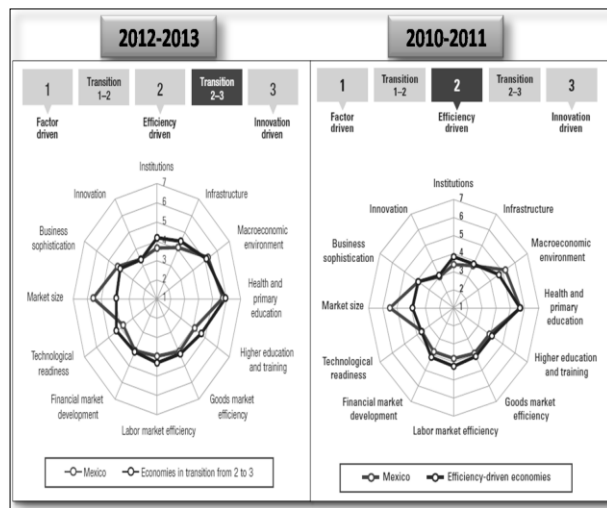 2012-2013
1
Transition
1–2
2
Transition
2–3
3
Factor
driven
Efficiency
driven
Innovation
driven
Institutions
Infrastructure
Macroeconomic
environment
Health and
primary
education
Higher education
and training
Goods market
efficiency
Labor market efficiency
Financial market
development
Technological
readiness
Market size
Business
sophistication
Innovation
7
6
5
4
3
2
1
Mexico
Economies in transition from 2 to 3
2010-2011
1
Transition
1–2
2
Transition
2–3
3
Factor
driven
Efficiency
driven
Innovation
driven
Institutions
Infrastructure
Macroeconomic
environment
Health and
primary
education
Higher education
and training
Goods market
efficiency
Labor market efficiency
Financial market
development
Technological
readiness
Market size
Business
sophistication
Innovation
7
6
5
4
3
2
1
Mexico
Efficiency-driven economies